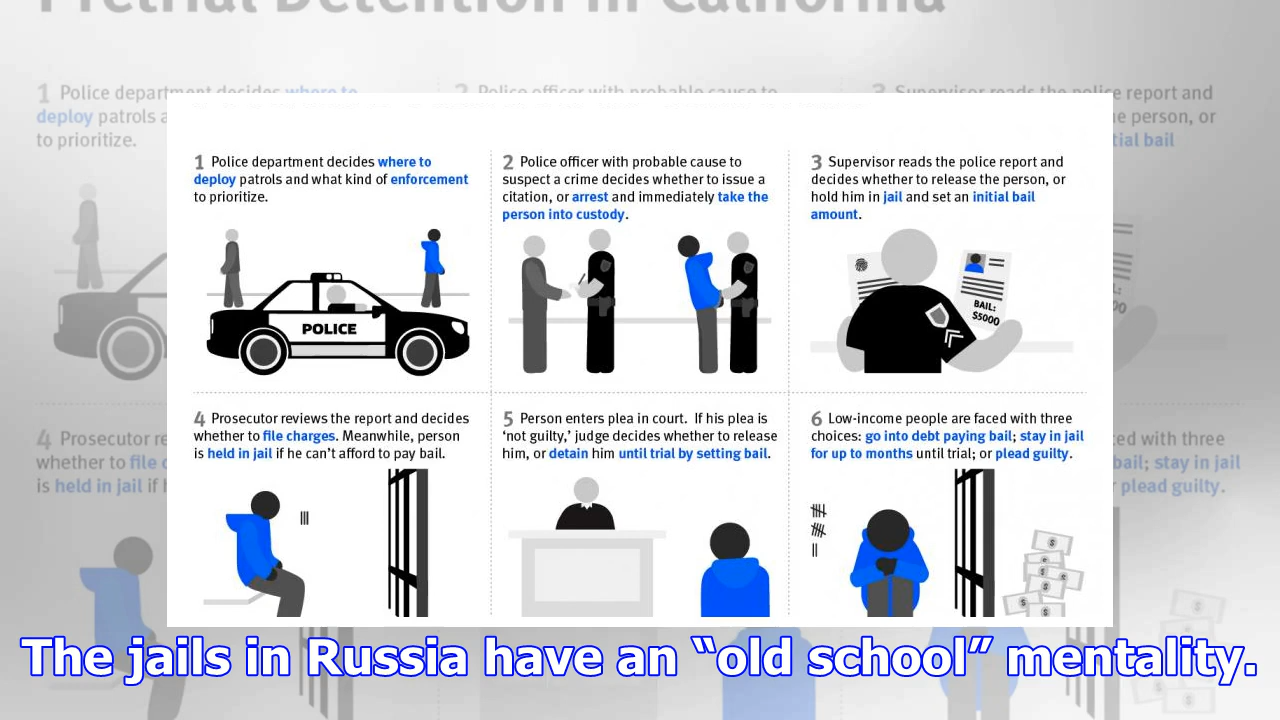 Pretrial Detention in California
1 Police department decides where to
deploy patrols and what kind of enforcement
to prioritize.
2 Police officer with probable cause to
suspect a crime decides whether to issue a
citation, or arrest and immediately take the
person into custody.
3 Supervisor reads the police report and
decides whether to release the person, or
hold him in jail and set an initial bail
amount.
POLICE
BAIL:
$5000
4 Prosecutor reviews the report and decides
whether to file charges. Meanwhile, person
is held in jail if he can't afford to pay bail.
5 Person enters plea in court. If his plea is
‘not guilty,’ judge decides whether to release
him, or detain him until trial by setting bail.
6 Low-income people are faced with three
choices: go into debt paying bail; stay in jail
for up to months until trial; or plead guilty.
The jails in Russia have an “old school” mentality.